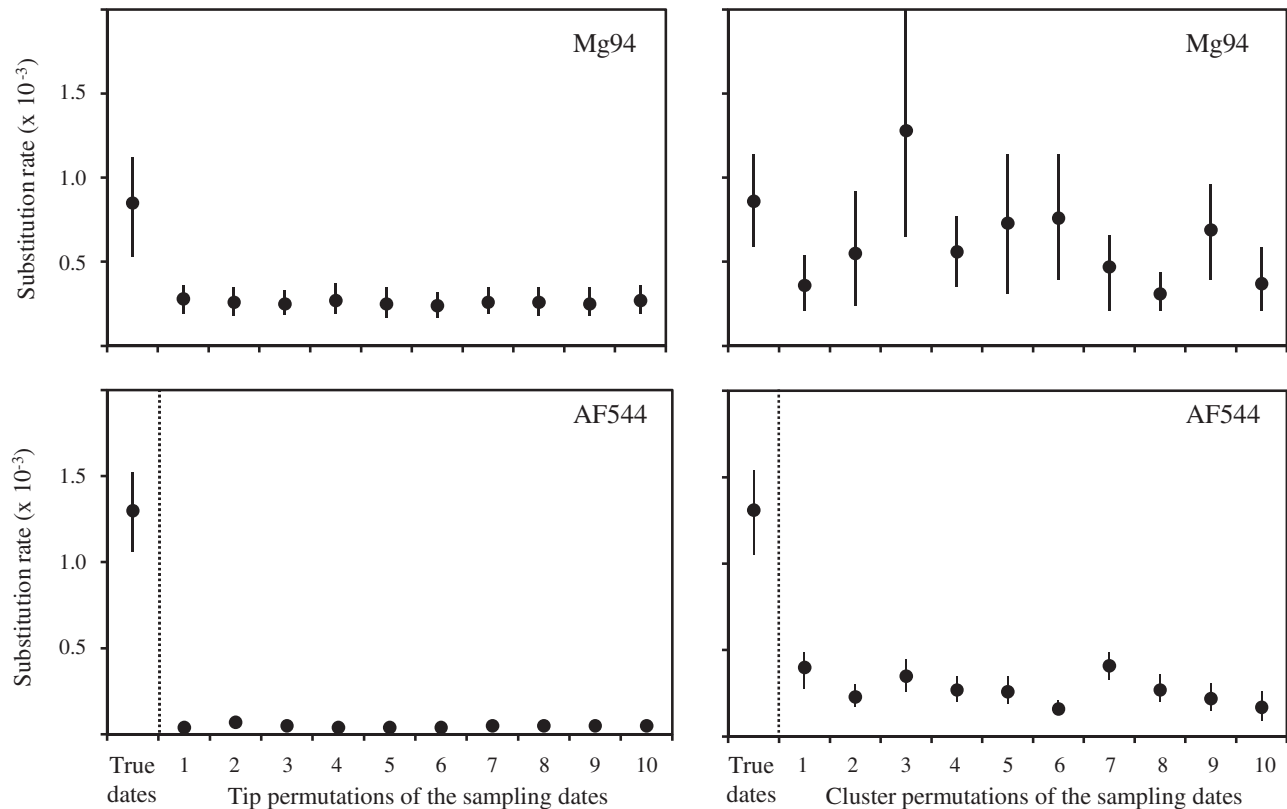 Mg94
Mg94
Substitution rate (x 10-3)
1.5
1.0
0.5
AF544
AF544
Substitution rate (x 10-3)
1.5
1.0
0.5
True dates 1 2 3 4 5 6 7 8 9 10
Tip permutations of the sampling dates
True dates 1 2 3 4 5 6 7 8 9 10
Cluster permutations of the sampling dates